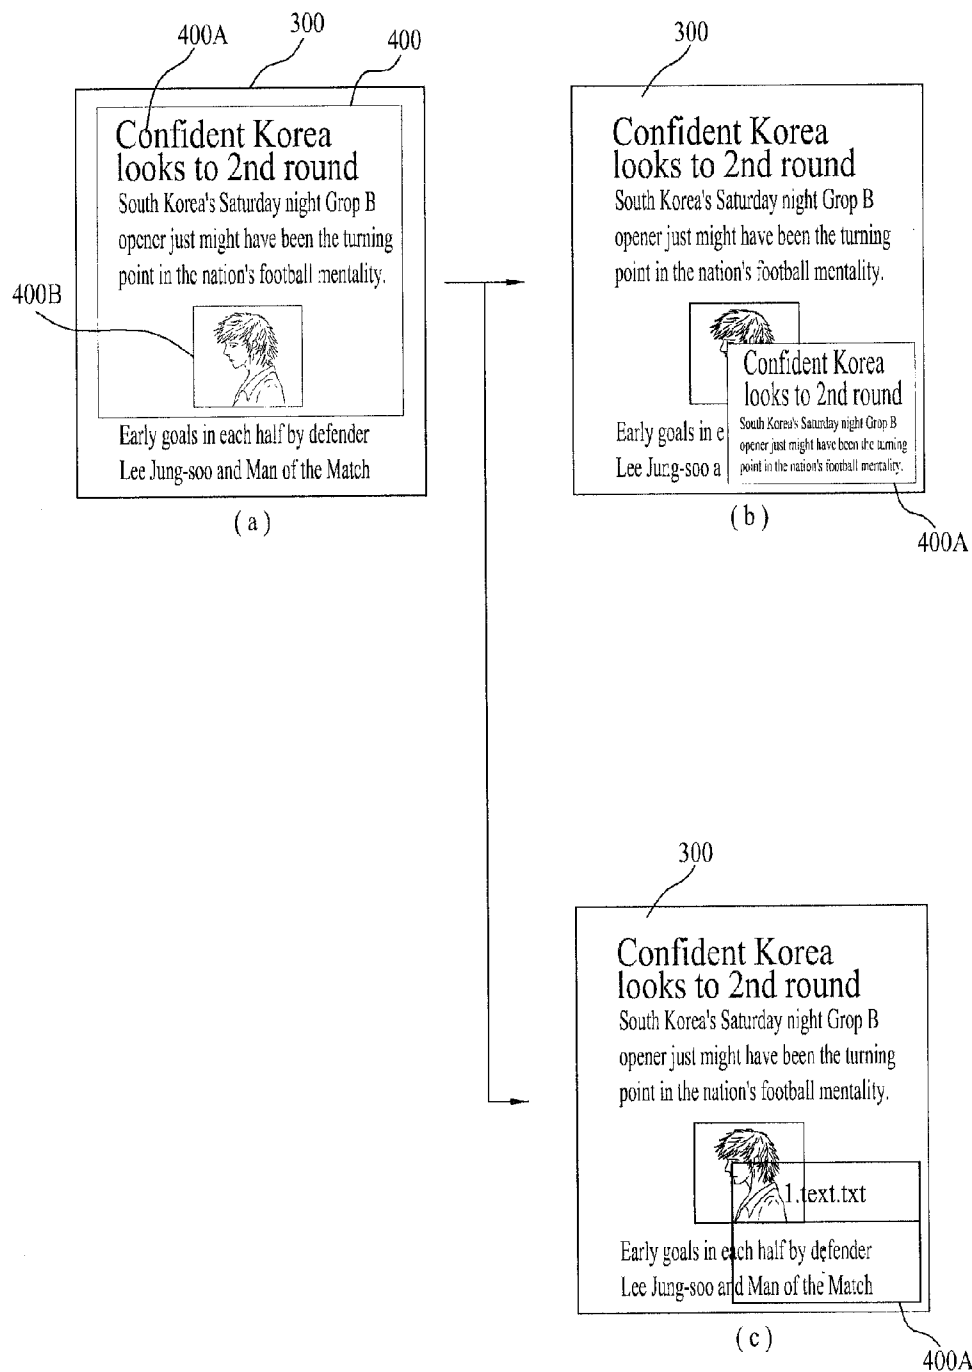 400A
300
400
Confident Korea
looks to 2nd round
South Korea's Saturday night Grop B
opener just might have been the turning
point in the nation's football mentality.
400B
Early goals in each half by defender
Lee Jung-soo and Man of the Match
(a)
300
Confident Korea
looks to 2nd round
South Korea's Saturday night Grop B
opener just might have been the turning
point in the nation's football mentality.
Confident Korea
looks to 2nd round
South Korea's Saturday night Grop B
opener just might have been the turning
point in the nation's football mentality.
Early goals in e
Lee Jung-soo a
(b)
400A
300
Confident Korea
looks to 2nd round
South Korea's Saturday night Grop B
opener just might have been the turning
point in the nation's football mentality.
1.text.txt
Early goals in each half by defender
Lee Jung-soo and Man of the Match
(c)
400A